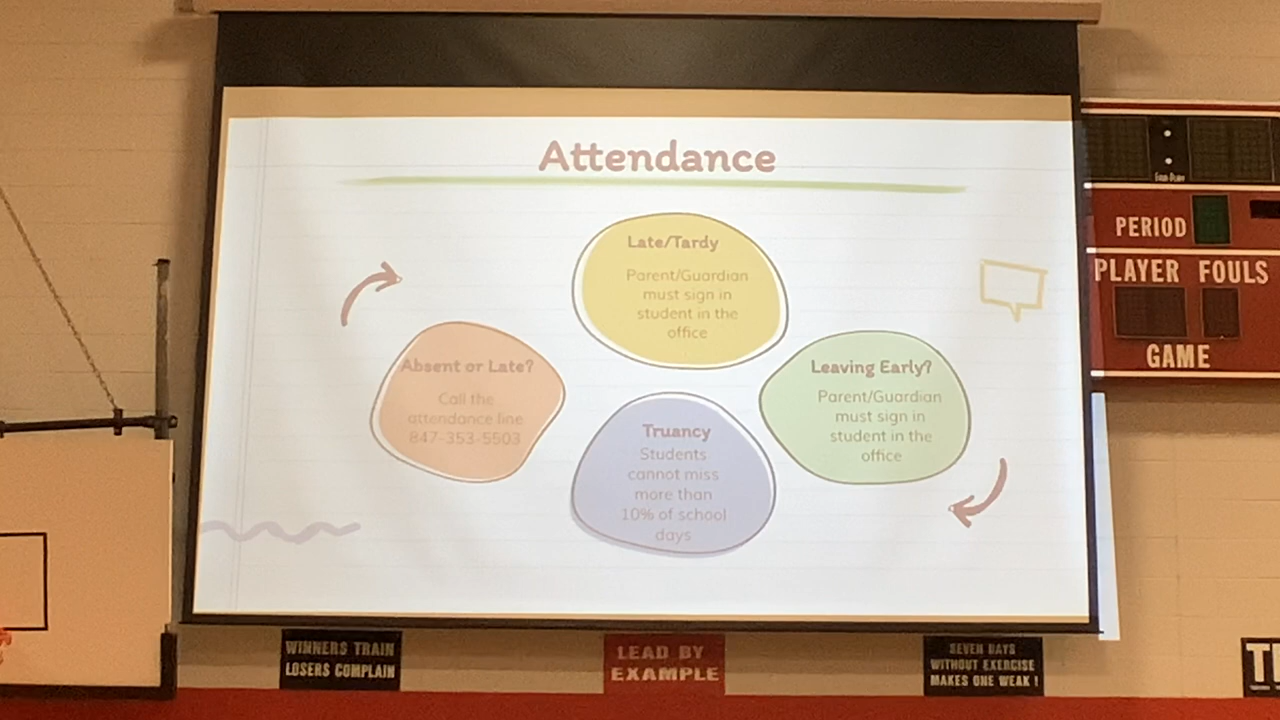 Attendance
Late/Tardy
Parent/Guardian
must sign in
student in the
office
Absent or Late?
Call the
attendance line
847-353-5503
Leaving Early?
Parent/Guardian
must sign in
student in the
office
Truancy
Students
cannot miss
more than
10% of school
days
PERIOD
PLAYER FOULS
GAME
WINNERS TRAIN
LOSERS COMPLAIN
LEAD BY
EXAMPLE
SEVEN DAYS
WITHOUT EXERCISE
MAKES ONE WEAK !